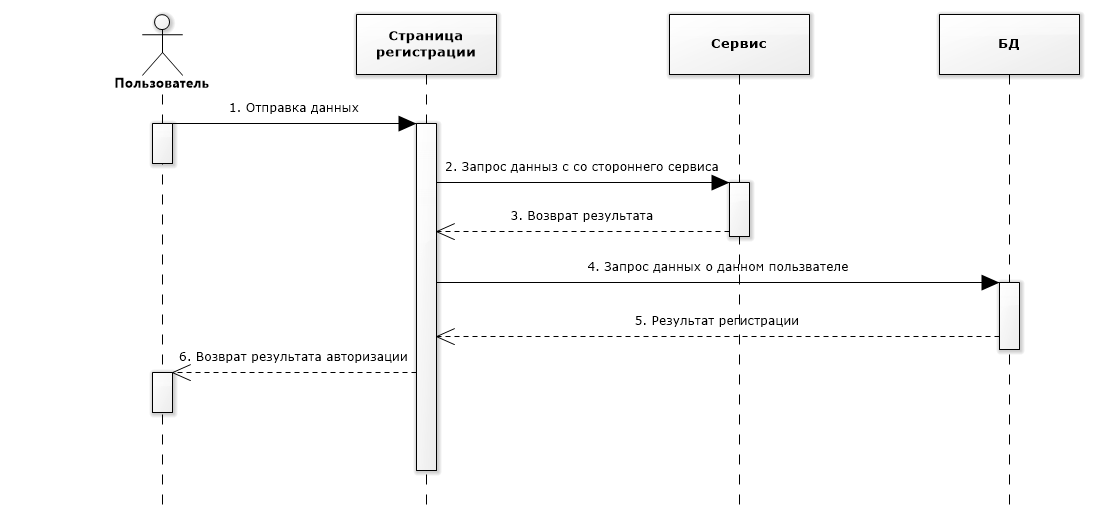 Пользователь
Страница
регистрации
Сервис
БД
1. Отправка данных
2. Запрос данныз с со стороннего сервиса
3. Возврат результата
4. Запрос данных о данном пользвателе
5. Результат регистрации
6. Возврат результата авторизации